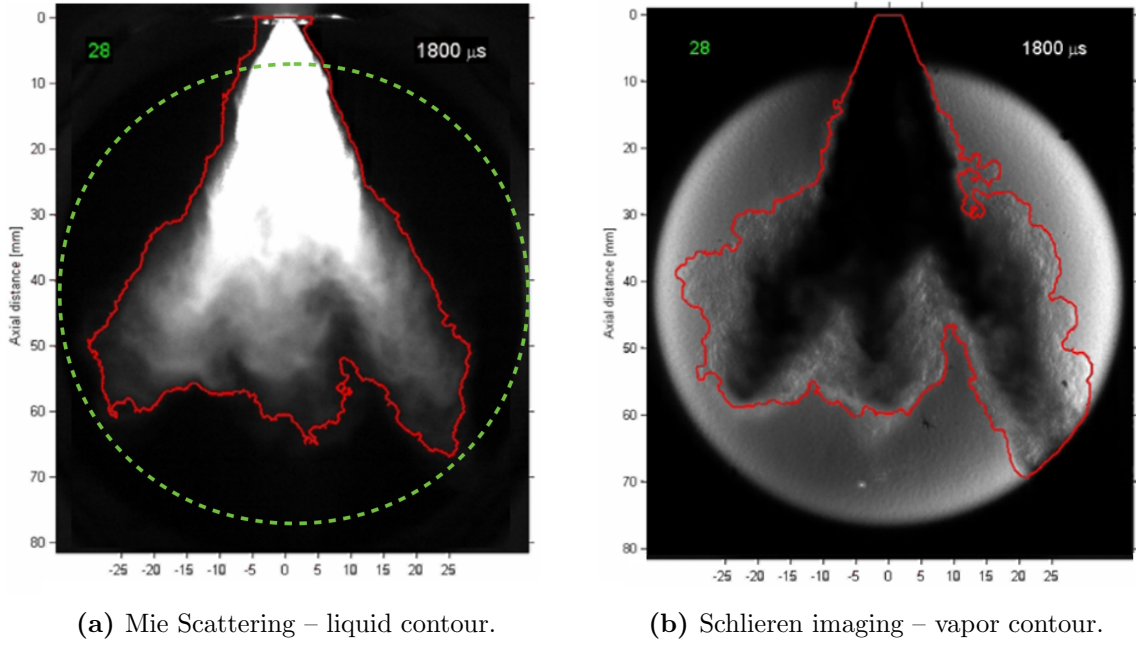 28
1800 μs
0
10
20
30
40
50
60
70
80
Axial distance [mm]
-25 -20 -15 -10 -5 0 5 10 15 20 25
28
1800 μs
0
10
20
30
40
50
60
70
80
Axial distance [mm]
-25 -20 -15 -10 -5 0 5 10 15 20 25
(a) Mie Scattering – liquid contour.
(b) Schlieren imaging – vapor contour.